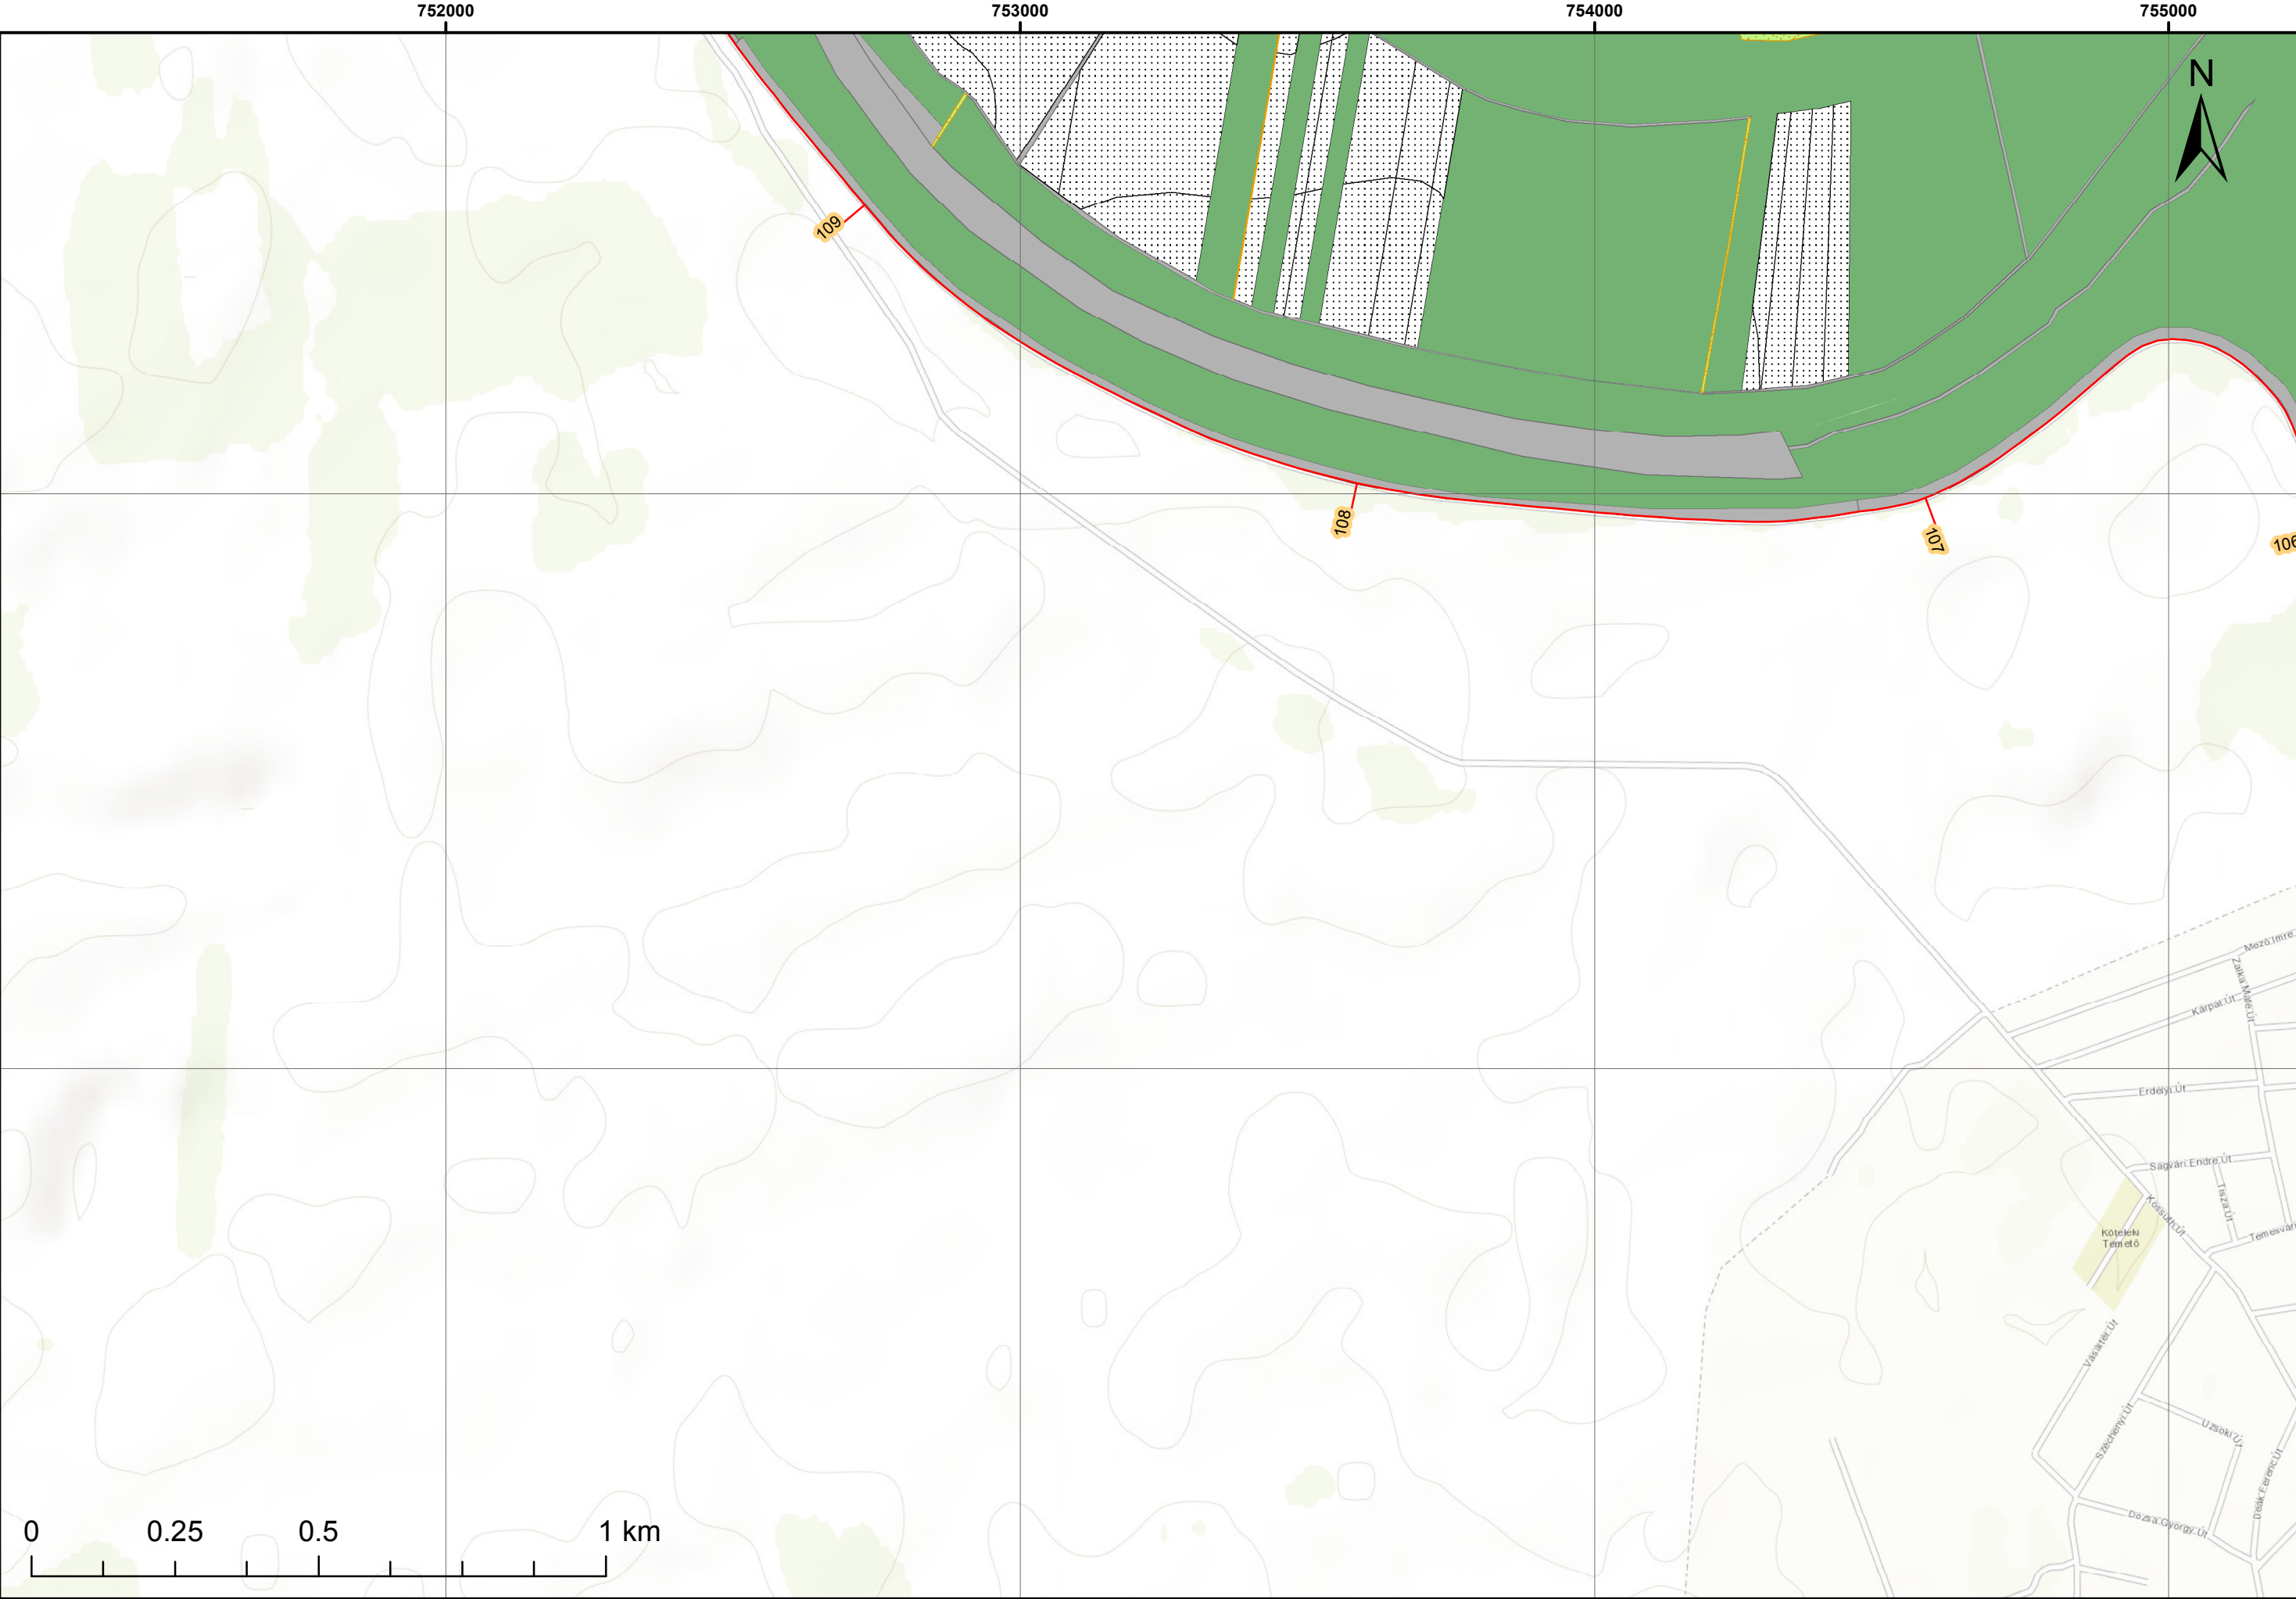 752000
753000
754000
755000
N
109
108
107
106
Mező Imre
Zalka Máté Út
Kárpát Út
Erdélyi Út
Ságvári Endre Út
Tisza Út
Kossuth Út
Temesvári
Kőteleki
Temető
Vásártér Út
Széchenyi Út
Uzsoki Út
Deák Ferenc Út
Dózsa György Út
0
0.25
0.5
1 km